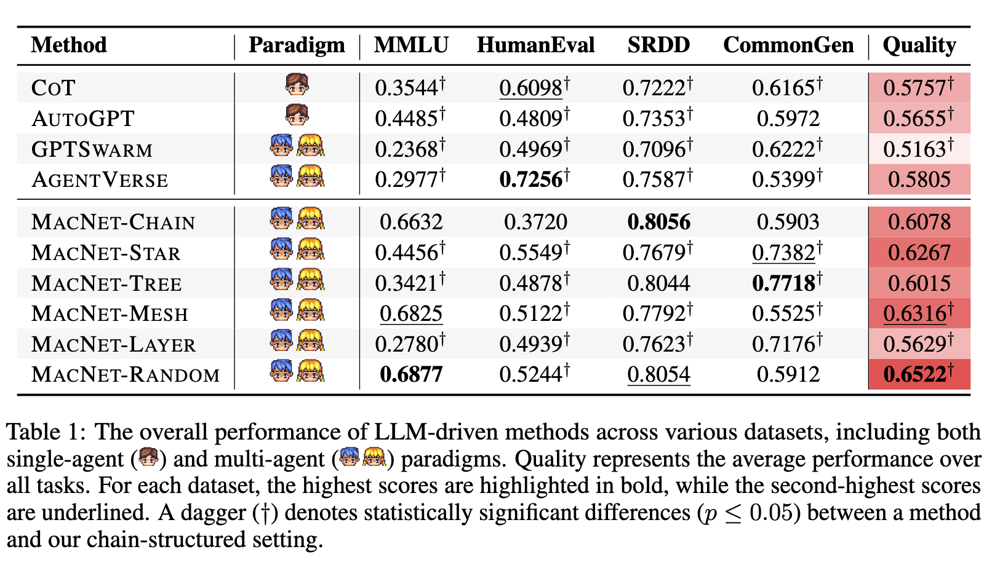 Method Paradigm MMLU HumanEval SRDD CommonGen Quality
COT 0.3544† 0.6098† 0.7222† 0.6165† 0.5757†
AUTOGPT 0.4485† 0.4809† 0.7353† 0.5972 0.5655†
GPTSWARM 0.2368† 0.4969† 0.7096† 0.6222† 0.5163†
AGENTVERSE 0.2977† 0.7256† 0.7587† 0.5399† 0.5805
MACNET-CHAIN 0.6632 0.3720 0.8056 0.5903 0.6078
MACNET-STAR 0.4456† 0.5549† 0.7679† 0.7382† 0.6267
MACNET-TREE 0.3421† 0.4878† 0.8044 0.7718† 0.6015
MACNET-MESH 0.6825 0.5122† 0.7792† 0.5525† 0.6316†
MACNET-LAYER 0.2780† 0.4939† 0.7623† 0.7176† 0.5629†
MACNET-RANDOM 0.6877 0.5244† 0.8054 0.5912 0.6522†
Table 1: The overall performance of LLM-driven methods across various datasets, including both
single-agent ( ) and multi-agent ( ) paradigms. Quality represents the average performance over
all tasks. For each dataset, the highest scores are highlighted in bold, while the second-highest scores
are underlined. A dagger (†) denotes statistically significant differences (p ≤ 0.05) between a method
and our chain-structured setting.